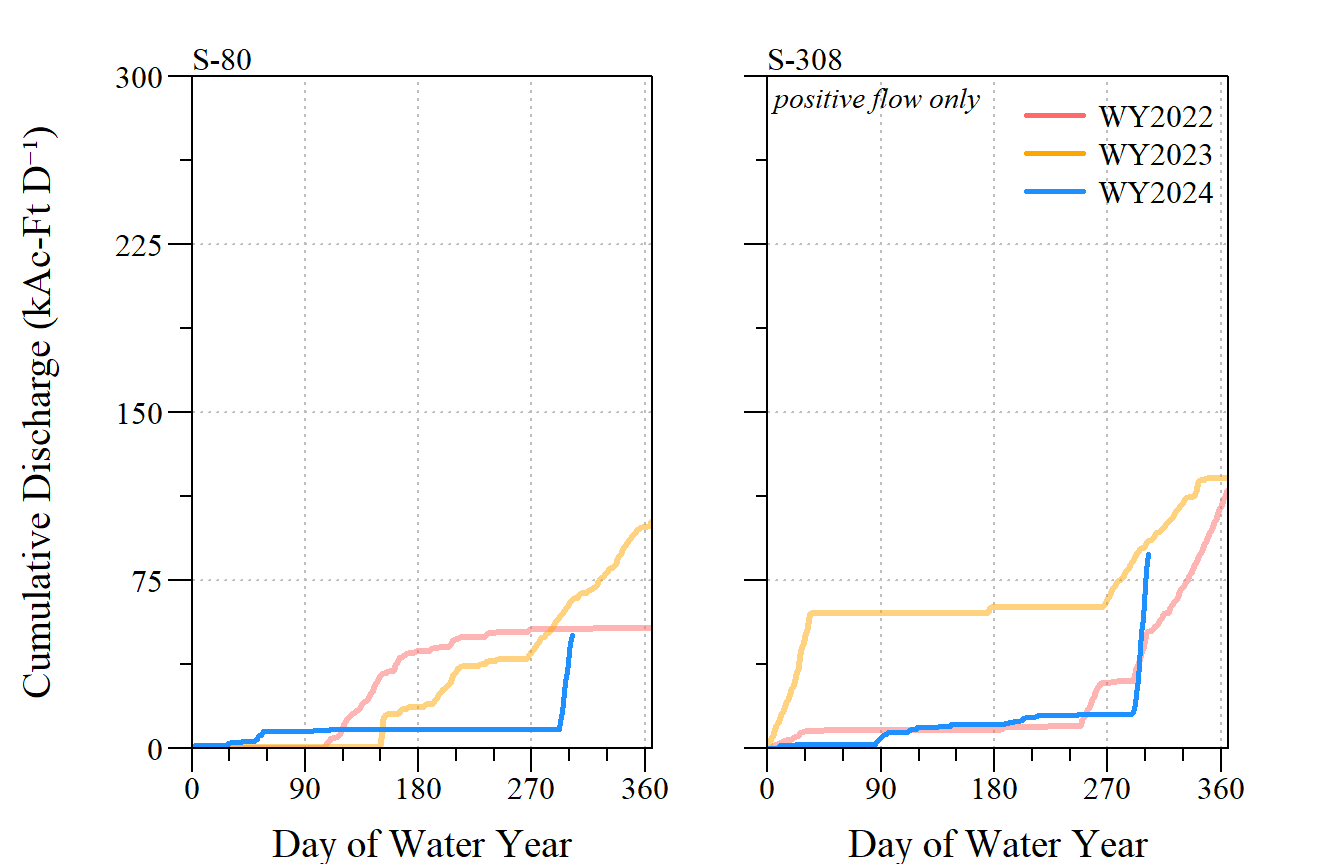 S-80
S-308
positive flow only
WY2022
WY2023
WY2024
300
225
150
75
0
Cumulative Discharge (kAc-Ft D⁻¹)
0 90 180 270 360
0 90 180 270 360
Day of Water Year
Day of Water Year